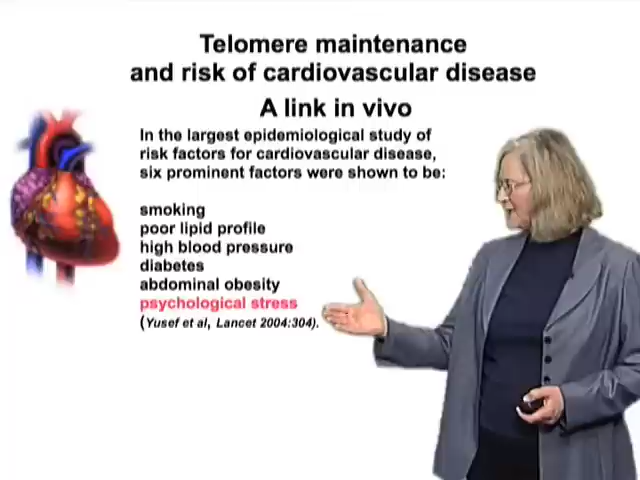 Telomere maintenance
and risk of cardiovascular disease
A link in vivo
In the largest epidemiological study of
risk factors for cardiovascular disease,
six prominent factors were shown to be:
smoking
poor lipid profile
high blood pressure
diabetes
abdominal obesity
psychological stress
(Yusef et al, Lancet 2004:304).